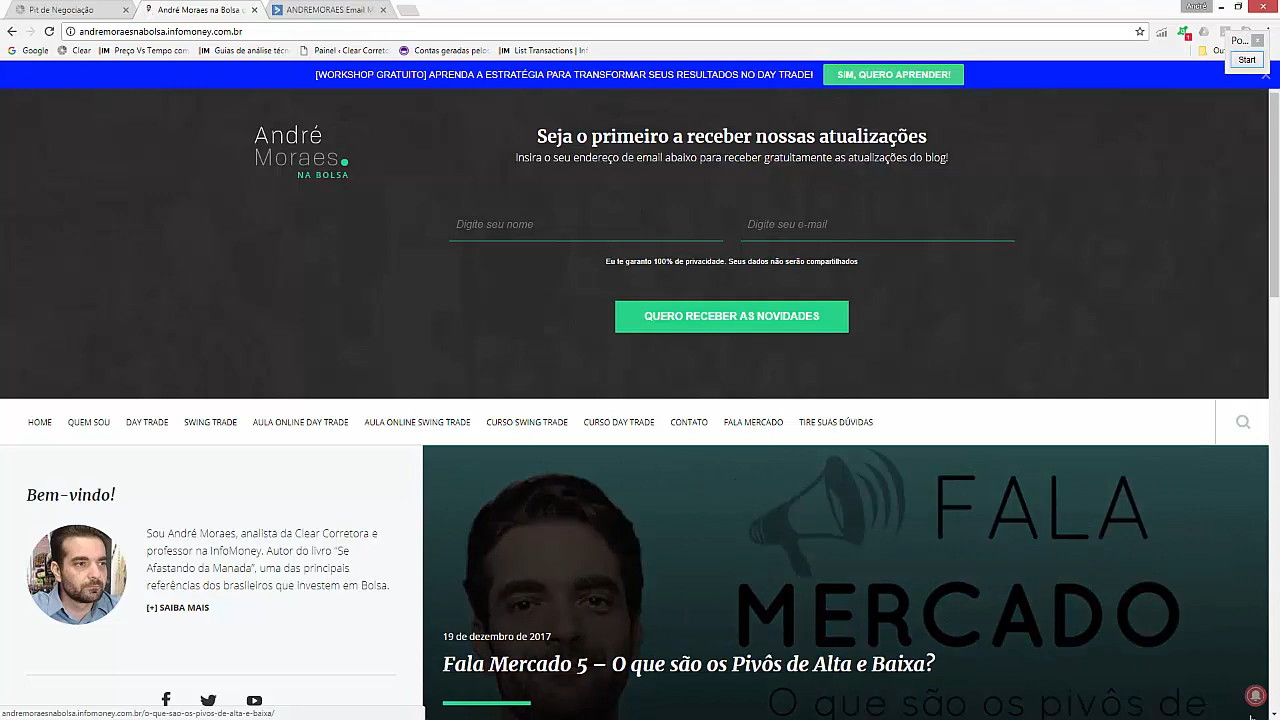 Pit de Negociação
André Moraes na Bolsa
ANDREMORAES Email M
André
andremoraesnabolsa.infomoney.com.br
Google
Clear
Preço Vs Tempo com
Guias de análise técn
Painel ‹ Clear Corret
Contas geradas pelo
List Transactions | Inf
Ou
Po...
Start
[WORKSHOP GRATUITO] APRENDA A ESTRATÉGIA PARA TRANSFORMAR SEUS RESULTADOS NO DAY TRADE!
SIM, QUERO APRENDER!
André
Moraes.
NA BOLSA
Seja o primeiro a receber nossas atualizações
Insira o seu endereço de email abaixo para receber gratuitamente as atualizações do blog!
Digite seu nome
Digite seu e-mail
Eu te garanto 100% de privacidade. Seus dados não serão compartilhados
QUERO RECEBER AS NOVIDADES
HOME QUEM SOU DAY TRADE SWING TRADE AULA ONLINE DAY TRADE AULA ONLINE SWING TRADE CURSO SWING TRADE CURSO DAY TRADE CONTATO FALA MERCADO TIRE SUAS DÚVIDAS
Bem-vindo!
Sou André Moraes, analista da Clear Corretora e
professor na InfoMoney. Autor do livro “Se
Afastando da Manada”, uma das principais
referências dos brasileiros que Investem em Bolsa.
[+] SAIBA MAIS
FALA
MERCADO
O que são os pivôs de
19 de dezembro de 2017
Fala Mercado 5 – O que são os Pivôs de Alta e Baixa?
andremoraesnabolsa.infomoney.com.br/o-que-sao-os-pivos-de-alta-e-baixa/